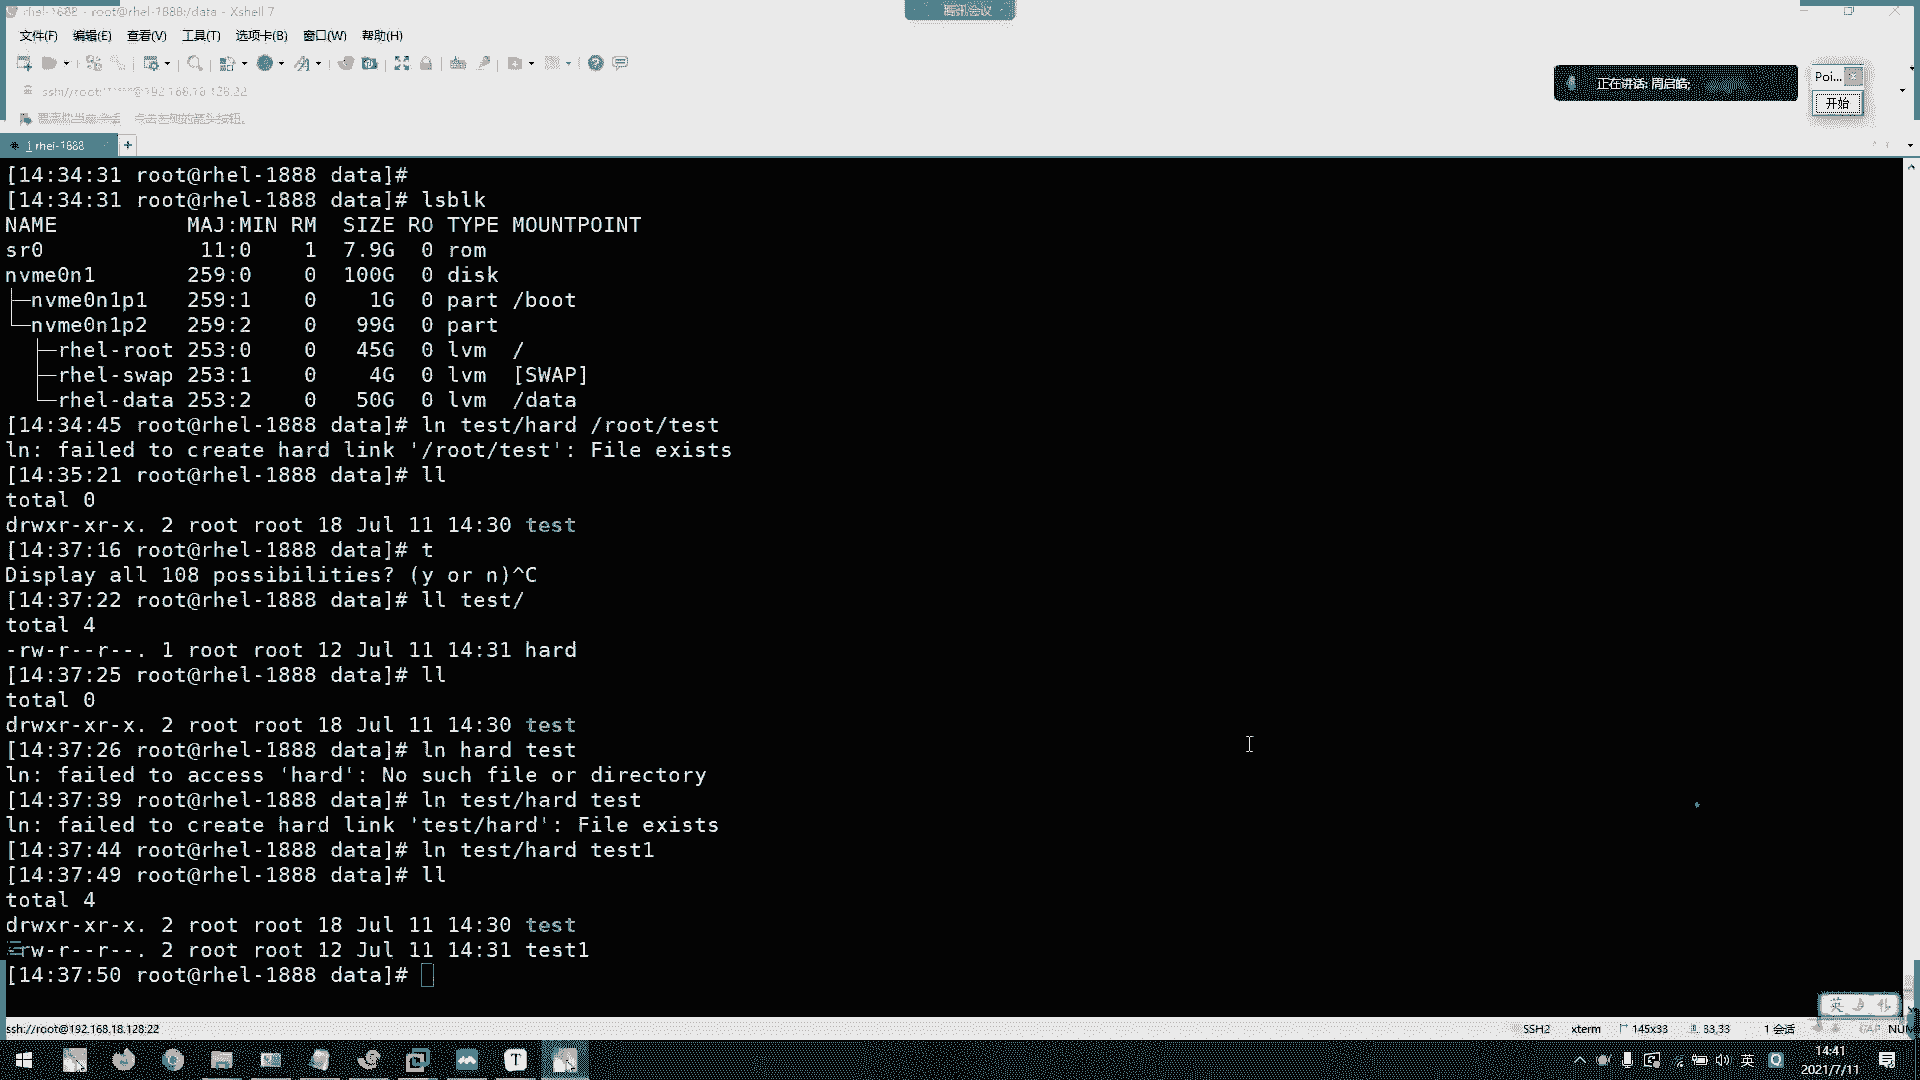 rhel-1888 - root@rhel-1888:/data - Xshell 7
腾讯会议
文件(F) 编辑(E) 查看(V) 工具(T) 选项卡(B) 窗口(W) 帮助(H)
正在讲话: 周启皓;
Poi...
开始
1 rhel-1888
[14:34:31 root@rhel-1888 data]#
[14:34:31 root@rhel-1888 data]# lsblk
NAME MAJ:MIN RM SIZE RO TYPE MOUNTPOINT
sr0 11:0 1 7.9G 0 rom
nvme0n1 259:0 0 100G 0 disk
├─nvme0n1p1 259:1 0 1G 0 part /boot
└─nvme0n1p2 259:2 0 99G 0 part
├─rhel-root 253:0 0 45G 0 lvm /
├─rhel-swap 253:1 0 4G 0 lvm [SWAP]
└─rhel-data 253:2 0 50G 0 lvm /data
[14:34:45 root@rhel-1888 data]# ln test/hard /root/test
ln: failed to create hard link '/root/test': File exists
[14:35:21 root@rhel-1888 data]# ll
total 0
drwxr-xr-x. 2 root root 18 Jul 11 14:30 test
[14:37:16 root@rhel-1888 data]# t
Display all 108 possibilities? (y or n)^C
[14:37:22 root@rhel-1888 data]# ll test/
total 4
-rw-r--r--. 1 root root 12 Jul 11 14:31 hard
[14:37:25 root@rhel-1888 data]# ll
total 0
drwxr-xr-x. 2 root root 18 Jul 11 14:30 test
[14:37:26 root@rhel-1888 data]# ln hard test
ln: failed to access 'hard': No such file or directory
[14:37:39 root@rhel-1888 data]# ln test/hard test
ln: failed to create hard link 'test/hard': File exists
[14:37:44 root@rhel-1888 data]# ln test/hard test1
[14:37:49 root@rhel-1888 data]# ll
total 4
drwxr-xr-x. 2 root root 18 Jul 11 14:30 test
rw-r--r--. 2 root root 12 Jul 11 14:31 test1
[14:37:50 root@rhel-1888 data]#
英
ssh://root@192.168.18.128:22 SSH2 xterm 145x33 33,33 1 会话 CAP NUM
英 14:41
2021/7/11